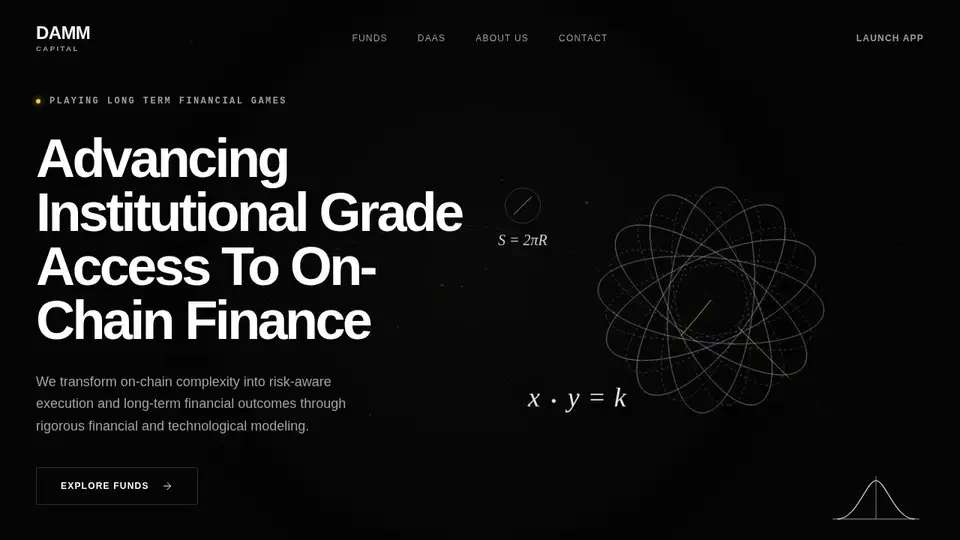 DAMM
CAPITAL
FUNDS
DAAS
ABOUT US
CONTACT
LAUNCH APP
PLAYING LONG TERM FINANCIAL GAMES
Advancing
Institutional Grade
Access To On-
Chain Finance
S = 2πR
x · y = k
We transform on-chain complexity into risk-aware
execution and long-term financial outcomes through
rigorous financial and technological modeling.
EXPLORE FUNDS →